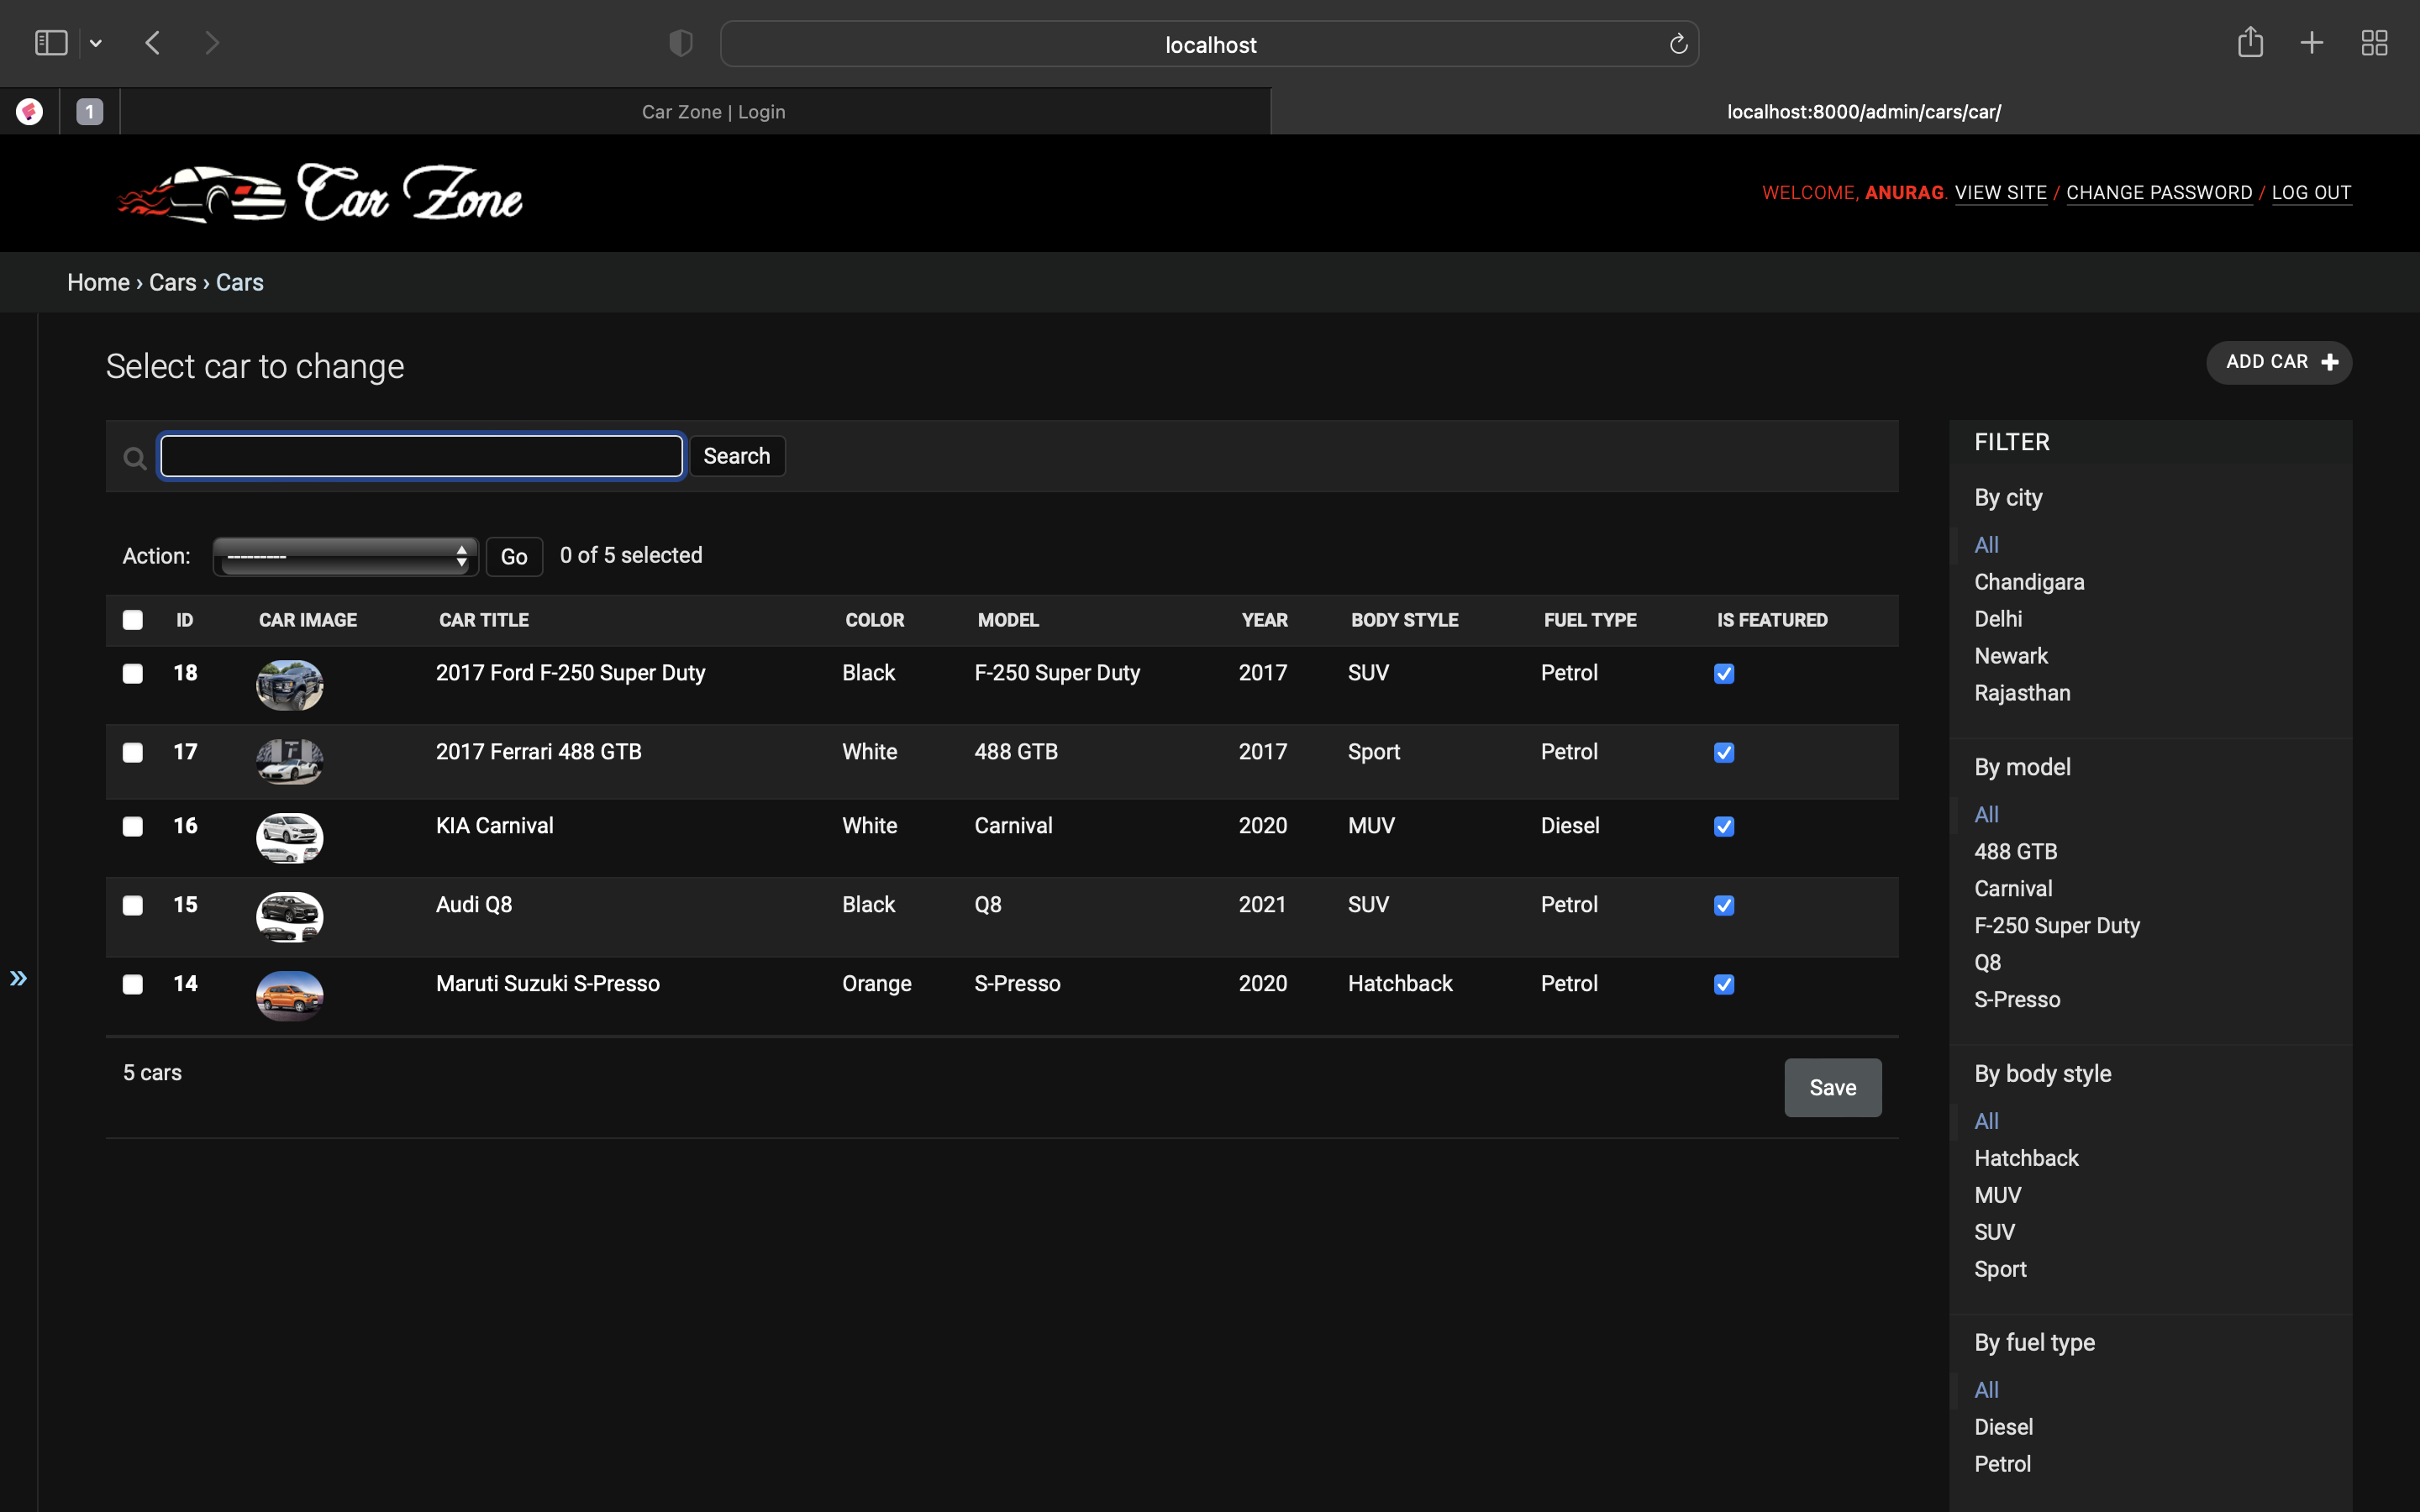 localhost
1
Car Zone | Login
localhost:8000/admin/cars/car/
Car Zone
WELCOME, ANURAG. VIEW SITE / CHANGE PASSWORD / LOG OUT
Home › Cars › Cars
Select car to change
ADD CAR +
Search
Action: --------- Go 0 of 5 selected
ID CAR IMAGE CAR TITLE COLOR MODEL YEAR BODY STYLE FUEL TYPE IS FEATURED
18 2017 Ford F-250 Super Duty Black F-250 Super Duty 2017 SUV Petrol
17 2017 Ferrari 488 GTB White 488 GTB 2017 Sport Petrol
16 KIA Carnival White Carnival 2020 MUV Diesel
15 Audi Q8 Black Q8 2021 SUV Petrol
14 Maruti Suzuki S-Presso Orange S-Presso 2020 Hatchback Petrol
5 cars
Save
»
FILTER
By city
All
Chandigara
Delhi
Newark
Rajasthan
By model
All
488 GTB
Carnival
F-250 Super Duty
Q8
S-Presso
By body style
All
Hatchback
MUV
SUV
Sport
By fuel type
All
Diesel
Petrol